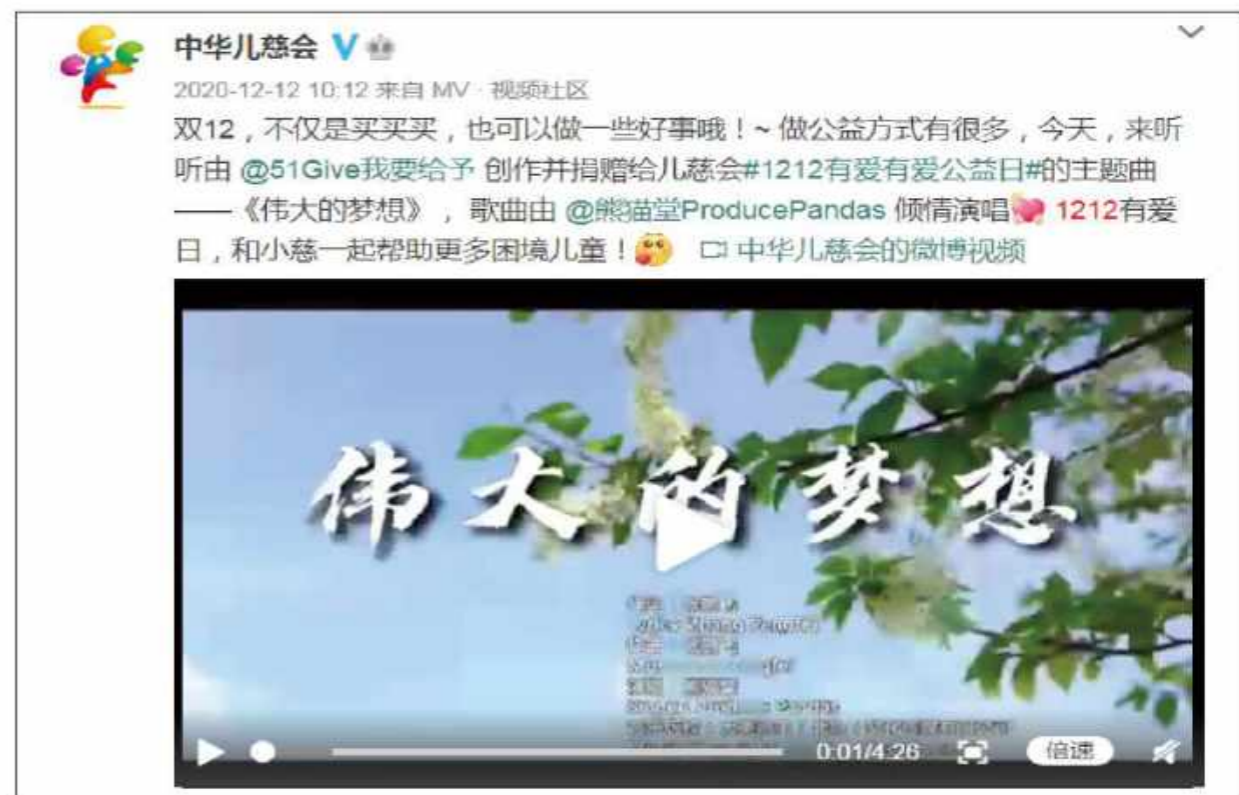 中华儿慈会
2020-12-12 10:12 来自 MV · 视频社区
双12，不仅是买买买，也可以做一些好事哦！~ 做公益方式有很多，今天，来听
听由 @51Give我要给予 创作并捐赠给儿慈会#1212有爱有爱公益日#的主题曲
——《伟大的梦想》，歌曲由 @熊猫堂ProducePandas 倾情演唱 1212有爱
日，和小慈一起帮助更多困境儿童！ 中华儿慈会的微博视频
伟大的梦想
0:01/4:26 倍速